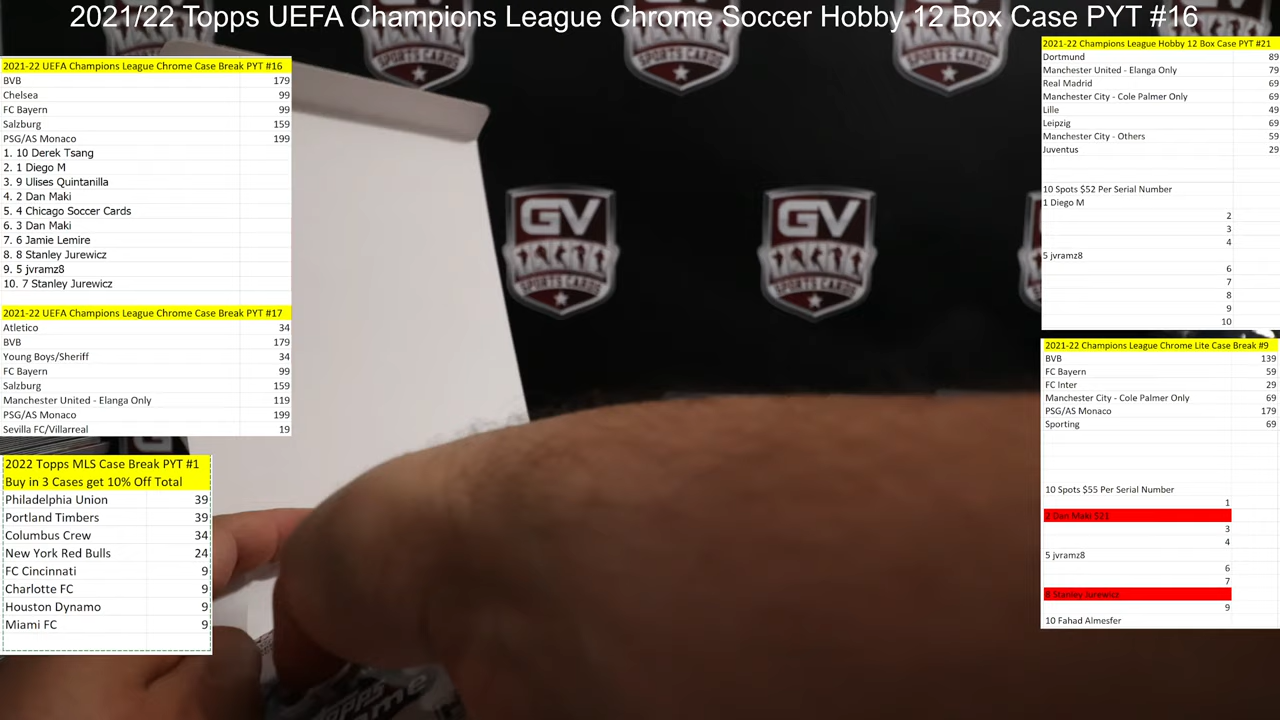 2021/22 Topps UEFA Champions League Chrome Soccer Hobby 12 Box Case PYT #16
2021-22 UEFA Champions League Chrome Case Break PYT #16
BVB 179
Chelsea 99
FC Bayern 99
Salzburg 159
PSG/AS Monaco 199
1. 10 Derek Tsang
2. 1 Diego M
3. 9 Ulises Quintanilla
4. 2 Dan Maki
5. 4 Chicago Soccer Cards
6. 3 Dan Maki
7. 6 Jamie Lemire
8. 8 Stanley Jurewicz
9. 5 jvramz8
10. 7 Stanley Jurewicz
2021-22 UEFA Champions League Chrome Case Break PYT #17
Atletico 34
BVB 179
Young Boys/Sheriff 34
FC Bayern 99
Salzburg 159
Manchester United - Elanga Only 119
PSG/AS Monaco 199
Sevilla FC/Villarreal 19
2022 Topps MLS Case Break PYT #1
Buy in 3 Cases get 10% Off Total
Philadelphia Union 39
Portland Timbers 39
Columbus Crew 34
New York Red Bulls 24
FC Cincinnati 9
Charlotte FC 9
Houston Dynamo 9
Miami FC 9
2021-22 Champions League Hobby 12 Box Case PYT #21
Dortmund 89
Manchester United - Elanga Only 79
Real Madrid 69
Manchester City - Cole Palmer Only 69
Lille 49
Leipzig 69
Manchester City - Others 59
Juventus 29
10 Spots $52 Per Serial Number
1 Diego M
2
3
4
5 jvramz8
6
7
8
9
10
2021-22 Champions League Chrome Lite Case Break #9
BVB 139
FC Bayern 59
FC Inter 29
Manchester City - Cole Palmer Only 69
PSG/AS Monaco 179
Sporting 69
10 Spots $55 Per Serial Number
1
2 Dan Maki $21
3
4
5 jvramz8
6
7
8 Stanley Jurewicz
9
10 Fahad Almesfer
SPORTS CARDS
SPORTS CARDS
SPORTS CARDS
GV
SPORTS CARDS
GV
SPORTS CARDS
Topps